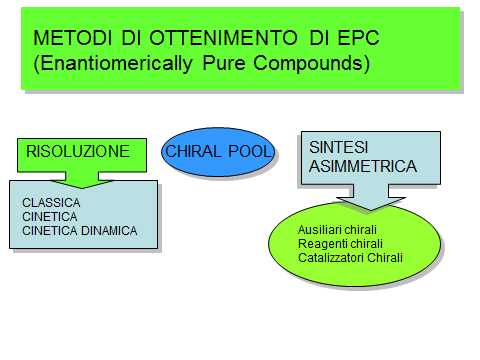 METODI DI OTTENIMENTO DI EPC
(Enantiomerically Pure Compounds)
RISOLUZIONE
CLASSICA
CINETICA
CINETICA DINAMICA
CHIRAL POOL
SINTESI
ASIMMETRICA
Ausiliari chirali
Reagenti chirali
Catalizzatori Chirali